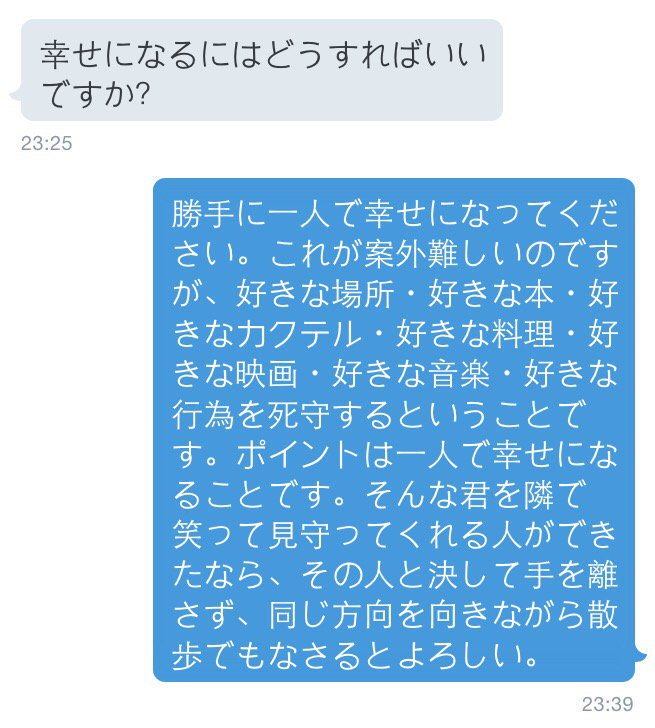 幸せになるにはどうすればいい
ですか?
23:25
勝手に一人で幸せになってくだ
さい。これが案外難しいのです
が、好きな場所・好きな本・好
きなカクテル・好きな料理・好
きな映画・好きな音楽・好きな
行為を死守するということで
す。ポイントは一人で幸せにな
ることです。そんな君を隣で
笑って見守ってくれる人ができ
たなら、その人と決して手を離
さず、同じ方向を向きながら散
歩でもなさるとよろしい。
23:39